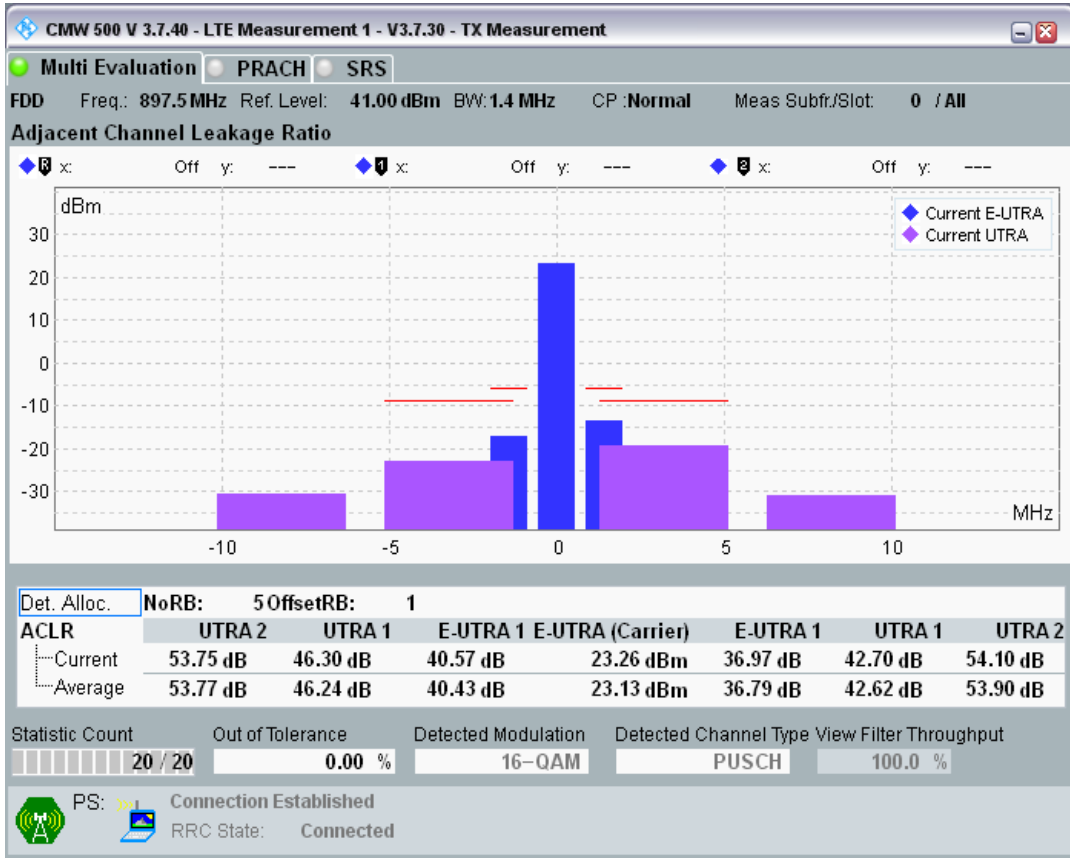 CMW 500 V 3.7.40 - LTE Measurement 1 - V3.7.30 - TX Measurement
Multi Evaluation PRACH SRS
FDD Freq.: 897.5 MHz Ref. Level: 41.00 dBm BW: 1.4 MHz CP :Normal Meas Subfr./Slot: 0 / All
Adjacent Channel Leakage Ratio
R x: Off y: --- 1 x: Off y: --- 2 x: Off y: ---
dBm
Current E-UTRA
Current UTRA
30
20
10
0
-10
-20
-30
MHz
-10 -5 0 5 10
Det. Alloc. NoRB: 5 OffsetRB: 1
ACLR UTRA 2 UTRA 1 E-UTRA 1 E-UTRA (Carrier) E-UTRA 1 UTRA 1 UTRA 2
Current 53.75 dB 46.30 dB 40.57 dB 23.26 dBm 36.97 dB 42.70 dB 54.10 dB
Average 53.77 dB 46.24 dB 40.43 dB 23.13 dBm 36.79 dB 42.62 dB 53.90 dB
Statistic Count Out of Tolerance Detected Modulation Detected Channel Type View Filter Throughput
20 / 20 0.00 % 16-QAM PUSCH 100.0 %
PS: Connection Established
RRC State: Connected